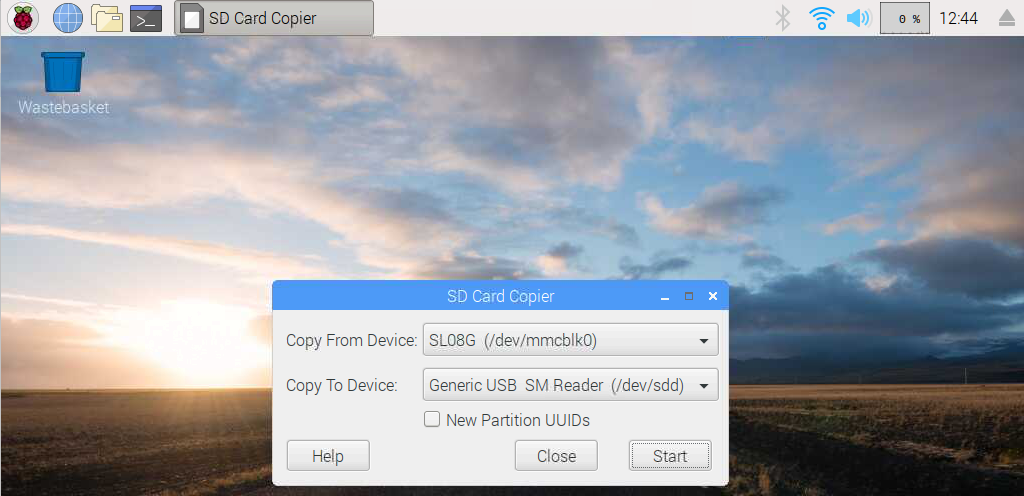 >_ SD Card Copier 0 % 12:44
Wastebasket
SD Card Copier
Copy From Device: SL08G (/dev/mmcblk0)
Copy To Device: Generic USB SM Reader (/dev/sdd)
New Partition UUIDs
Help Close Start